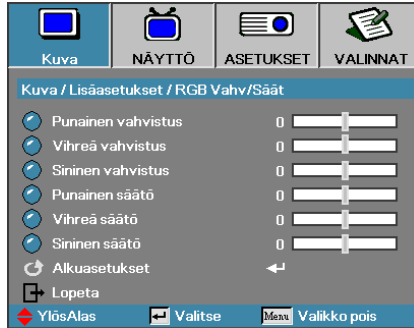 Kuva NÄYTTÖ ASETUKSET VALINNAT
Kuva / Lisäasetukset / RGB Vahv/Säät
Punainen vahvistus 0
Vihreä vahvistus 0
Sininen vahvistus 0
Punainen säätö 0
Vihreä säätö 0
Sininen säätö 0
Alkuasetukset
Lopeta
YlösAlas Valitse Menu Valikko pois